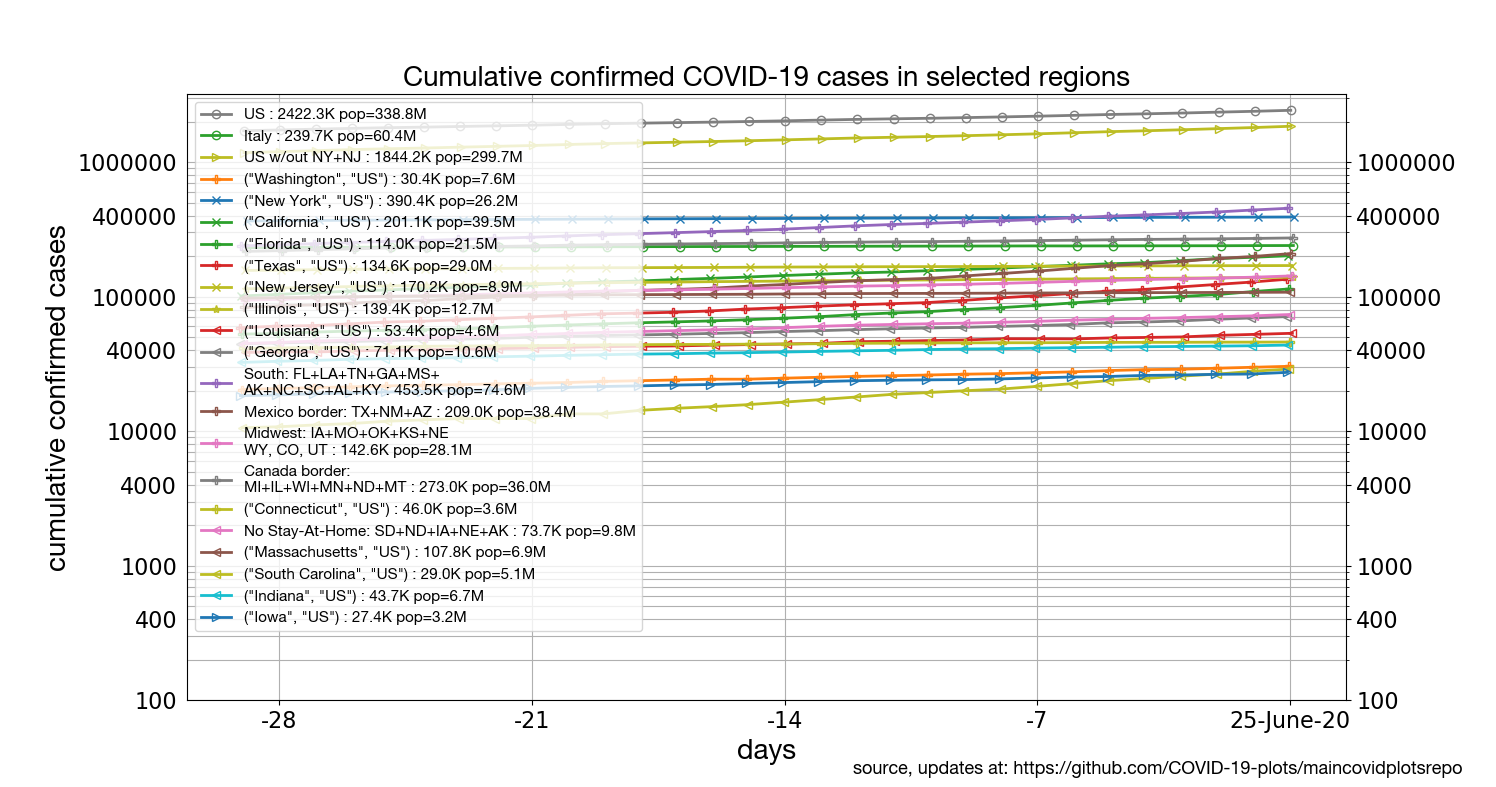 Cumulative confirmed COVID-19 cases in selected regions
US : 2422.3K pop=338.8M
Italy : 239.7K pop=60.4M
US w/out NY+NJ : 1844.2K pop=299.7M
("Washington", "US") : 30.4K pop=7.6M
("New York", "US") : 390.4K pop=26.2M
("California", "US") : 201.1K pop=39.5M
("Florida", "US") : 114.0K pop=21.5M
("Texas", "US") : 134.6K pop=29.0M
("New Jersey", "US") : 170.2K pop=8.9M
("Illinois", "US") : 139.4K pop=12.7M
("Louisiana", "US") : 53.4K pop=4.6M
("Georgia", "US") : 71.1K pop=10.6M
South: FL+LA+TN+GA+MS+
AK+NC+SC+AL+KY : 453.5K pop=74.6M
Mexico border: TX+NM+AZ : 209.0K pop=38.4M
Midwest: IA+MO+OK+KS+NE
WY, CO, UT : 142.6K pop=28.1M
Canada border:
MI+IL+WI+MN+ND+MT : 273.0K pop=36.0M
("Connecticut", "US") : 46.0K pop=3.6M
No Stay-At-Home: SD+ND+IA+NE+AK : 73.7K pop=9.8M
("Massachusetts", "US") : 107.8K pop=6.9M
("South Carolina", "US") : 29.0K pop=5.1M
("Indiana", "US") : 43.7K pop=6.7M
("Iowa", "US") : 27.4K pop=3.2M
cumulative confirmed cases
1000000
400000
100000
40000
10000
4000
1000
400
100
1000000
400000
100000
40000
10000
4000
1000
400
100
-28
-21
-14
-7
25-June-20
days
source, updates at: https://github.com/COVID-19-plots/maincovidplotsrepo